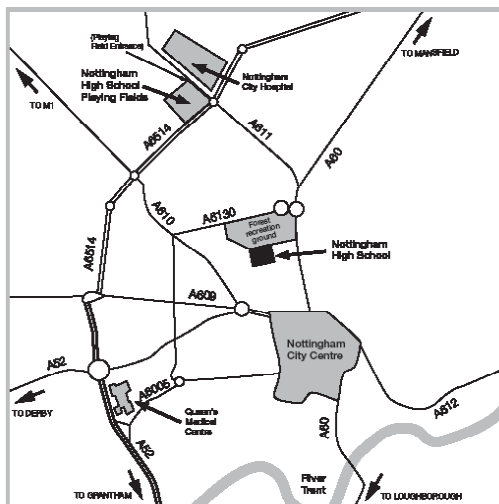 (Playing
Field Entrance)
TO MANSFIELD
Nottingham
High School
Playing Fields
Nottingham
City Hospital
TO M1
A6514
A611
A60
A610
A6130
Forest
recreation
ground
Nottingham
High School
A6514
A609
Nottingham
City Centre
A52
A6005
TO DERBY
Queen's
Medical
Centre
A52
A60
A612
River
Trent
TO GRANTHAM
TO LOUGHBOROUGH